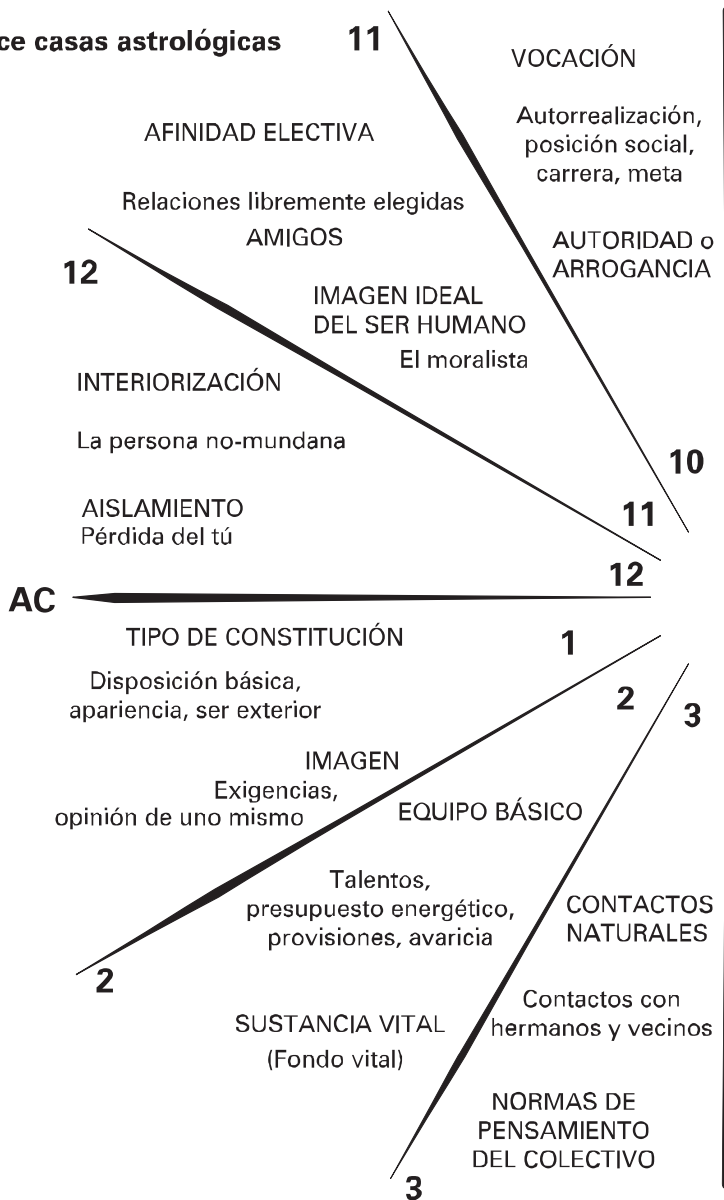 ce casas astrológicas
11
VOCACIÓN
Autorrealización,
posición social,
carrera, meta
AUTORIDAD o
ARROGANCIA
10
AFINIDAD ELECTIVA
Relaciones libremente elegidas
AMIGOS
IMAGEN IDEAL
DEL SER HUMANO
El moralista
11
12
INTERIORIZACIÓN
La persona no-mundana
AISLAMIENTO
Pérdida del tú
12
AC
TIPO DE CONSTITUCIÓN
1
Disposición básica,
apariencia, ser exterior
IMAGEN
Exigencias,
opinión de uno mismo
2
EQUIPO BÁSICO
Talentos,
presupuesto energético,
provisiones, avaricia
SUSTANCIA VITAL
(Fondo vital)
2
3
CONTACTOS
NATURALES
Contactos con
hermanos y vecinos
NORMAS DE
PENSAMIENTO
DEL COLECTIVO
3